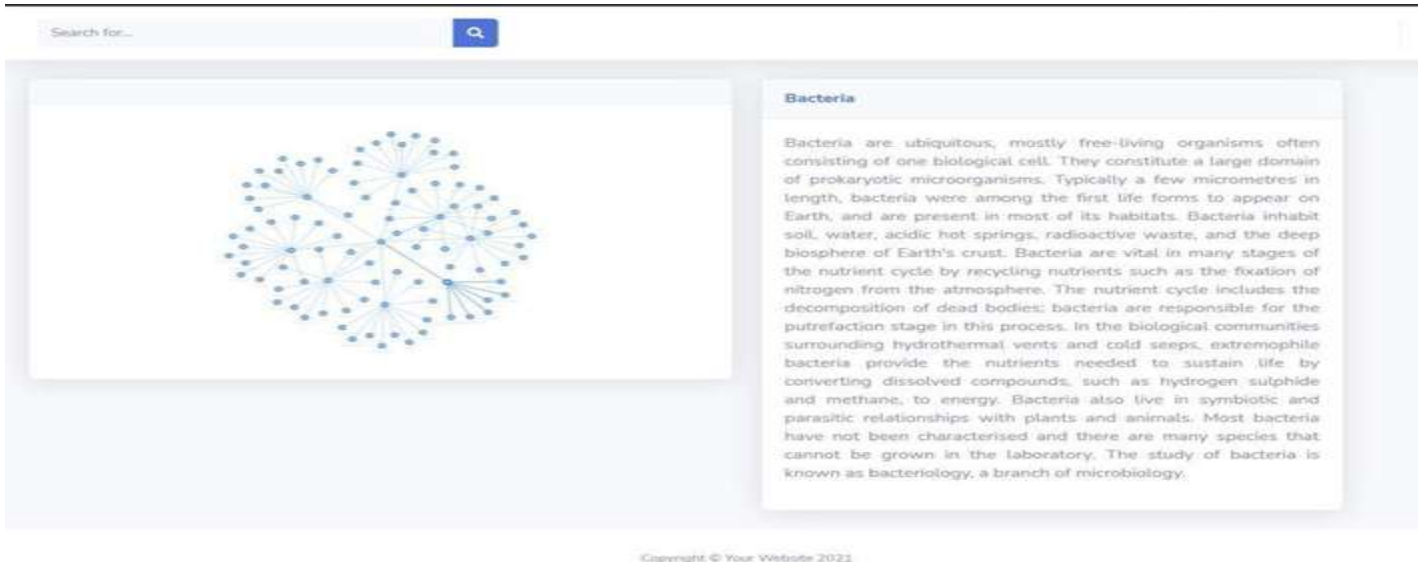 Search for...
Bacteria
Bacteria are ubiquitous, mostly free-living organisms often
consisting of one biological cell. They constitute a large domain
of prokaryotic microorganisms. Typically a few micrometres in
length, bacteria were among the first life forms to appear on
Earth, and are present in most of its habitats. Bacteria inhabit
soil, water, acidic hot springs, radioactive waste, and the deep
biosphere of Earth's crust. Bacteria are vital in many stages of
the nutrient cycle by recycling nutrients such as the fixation of
nitrogen from the atmosphere. The nutrient cycle includes the
decomposition of dead bodies; bacteria are responsible for the
putrefaction stage in this process. In the biological communities
surrounding hydrothermal vents and cold seeps, extremophile
bacteria provide the nutrients needed to sustain life by
converting dissolved compounds, such as hydrogen sulphide
and methane, to energy. Bacteria also live in symbiotic and
parasitic relationships with plants and animals. Most bacteria
have not been characterised and there are many species that
cannot be grown in the laboratory. The study of bacteria is
known as bacteriology, a branch of microbiology.
Copyright © Your Website 2021